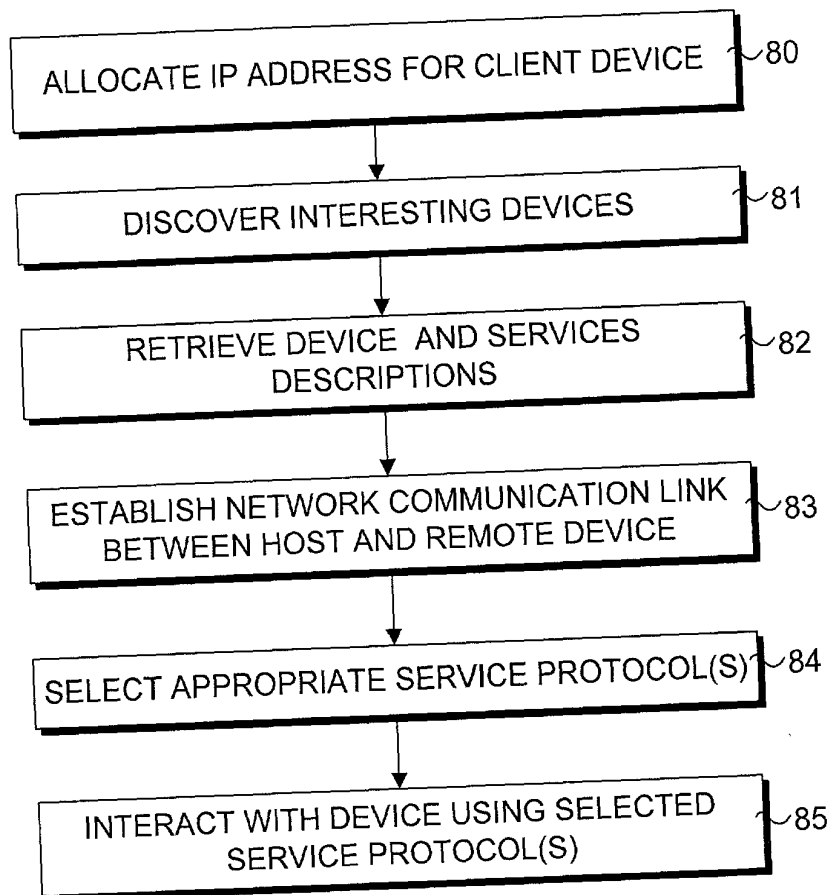 ALLOCATE IP ADDRESS FOR CLIENT DEVICE 80
DISCOVER INTERESTING DEVICES 81
RETRIEVE DEVICE AND SERVICES
DESCRIPTIONS 82
ESTABLISH NETWORK COMMUNICATION LINK
BETWEEN HOST AND REMOTE DEVICE 83
SELECT APPROPRIATE SERVICE PROTOCOL(S) 84
INTERACT WITH DEVICE USING SELECTED
SERVICE PROTOCOL(S) 85